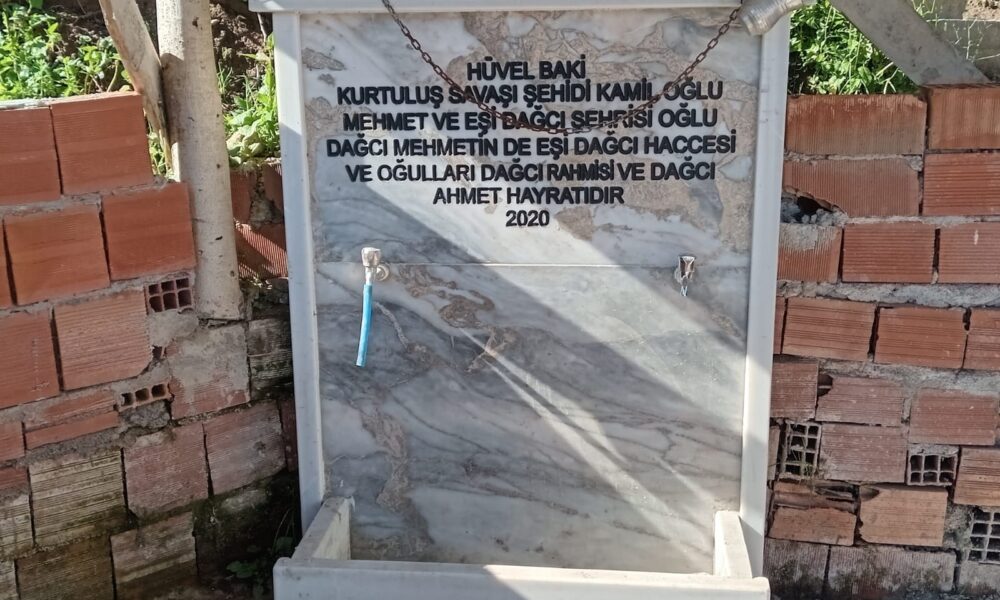 HÜVEL BAKİ
KURTULUŞ SAVAŞI ŞEHİDİ KAMİL OĞLU
MEHMET VE EŞİ DAĞCI ŞEHRİSİ OĞLU
DAĞCI MEHMETİN DE EŞİ DAĞCI HACCESİ
VE OĞULLARI DAĞCI RAHMİSİ VE DAĞCI
AHMET HAYRATIDIR
2020